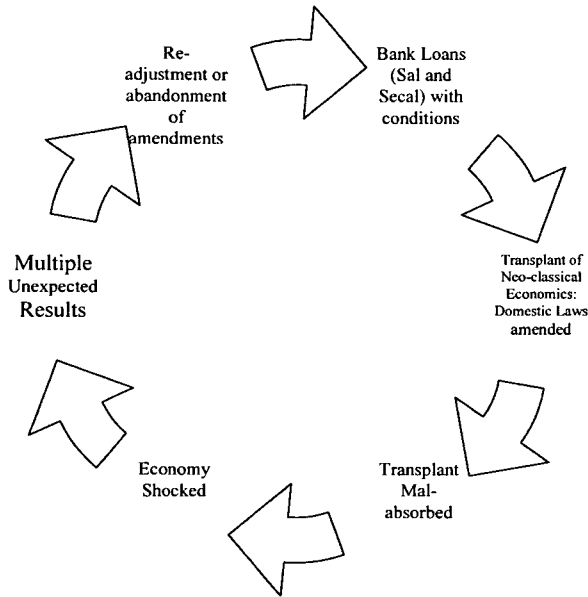 Re-
adjustment or
abandonment
of
amendments
Bank Loans
(Sal and
Secal) with
conditions
Transplant of
Neo-classical
Economics:
Domestic Laws
amended
Transplant
Mal-
absorbed
Economy
Shocked
Multiple
Unexpected
Results